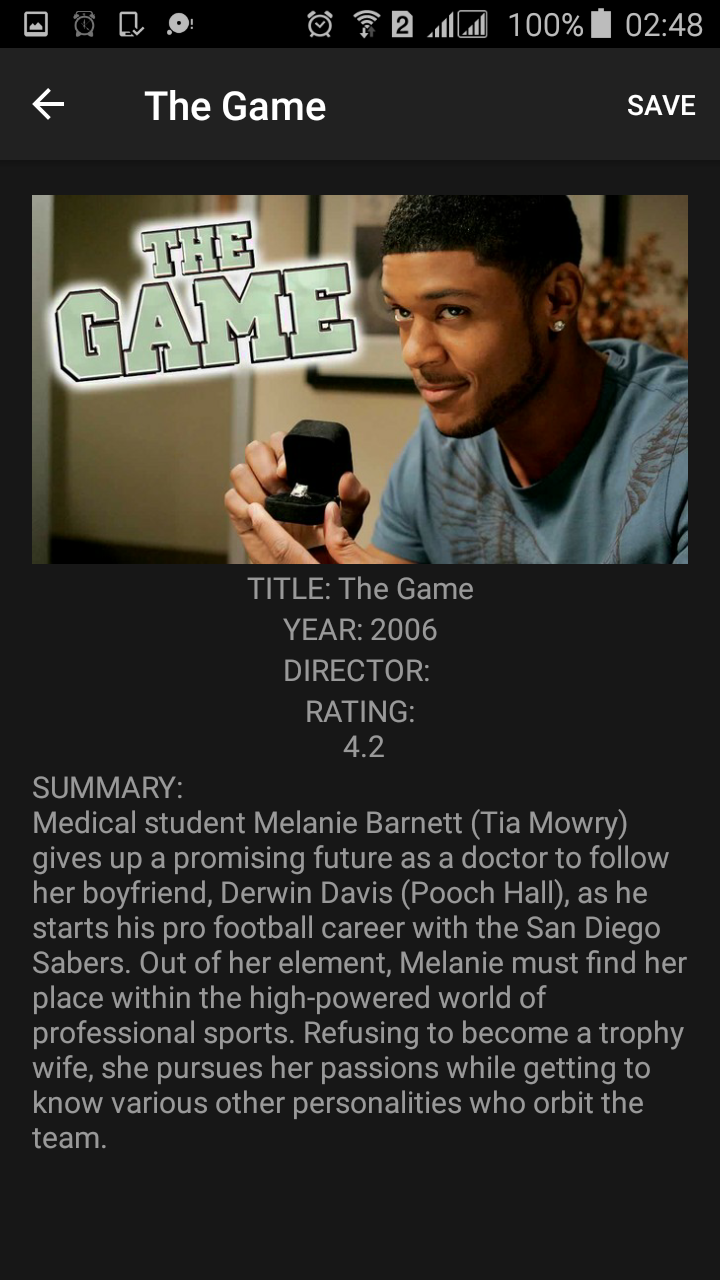 2 100% 02:48
The Game SAVE
THE
GAME
TITLE: The Game
YEAR: 2006
DIRECTOR:
RATING:
4.2
SUMMARY:
Medical student Melanie Barnett (Tia Mowry)
gives up a promising future as a doctor to follow
her boyfriend, Derwin Davis (Pooch Hall), as he
starts his pro football career with the San Diego
Sabers. Out of her element, Melanie must find her
place within the high-powered world of
professional sports. Refusing to become a trophy
wife, she pursues her passions while getting to
know various other personalities who orbit the
team.